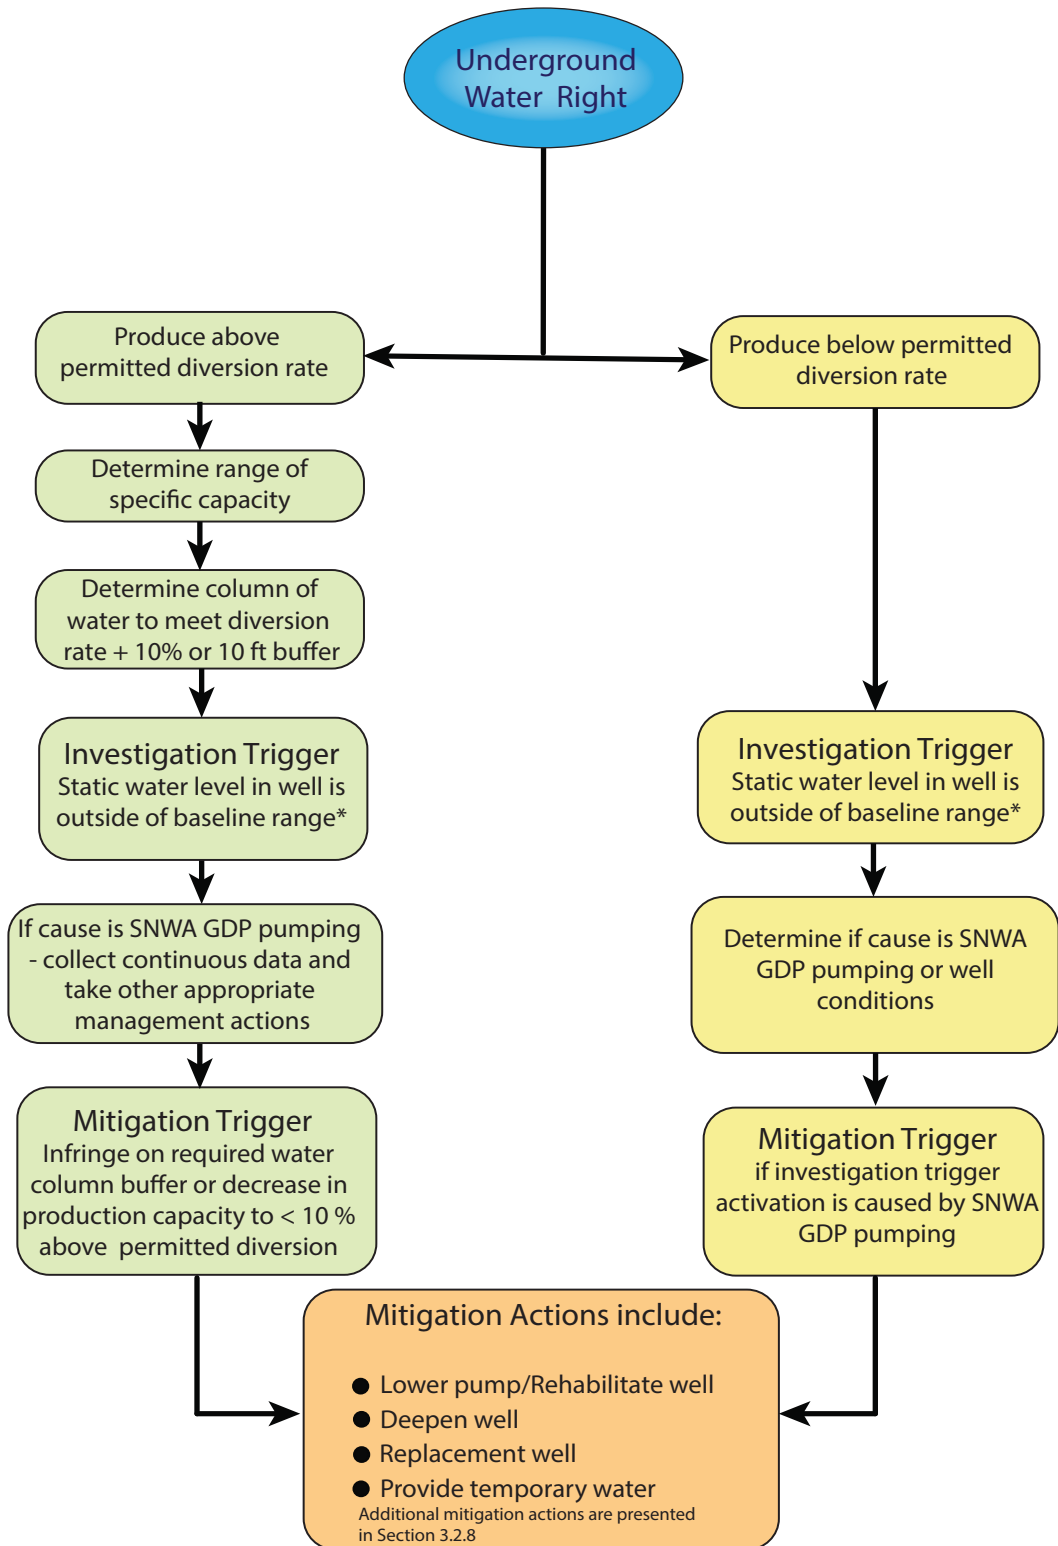 Underground
Water Right
Produce above
permitted diversion rate
Produce below permitted
diversion rate
Determine range of
specific capacity
Determine column of
water to meet diversion
rate + 10% or 10 ft buffer
Investigation Trigger
Static water level in well is
outside of baseline range*
Investigation Trigger
Static water level in well is
outside of baseline range*
If cause is SNWA GDP pumping
- collect continuous data and
take other appropriate
management actions
Determine if cause is SNWA
GDP pumping or well
conditions
Mitigation Trigger
Infringe on required water
column buffer or decrease in
production capacity to < 10 %
above permitted diversion
Mitigation Trigger
if investigation trigger
activation is caused by SNWA
GDP pumping
Mitigation Actions include:
● Lower pump/Rehabilitate well
● Deepen well
● Replacement well
● Provide temporary water
Additional mitigation actions are presented
in Section 3.2.8